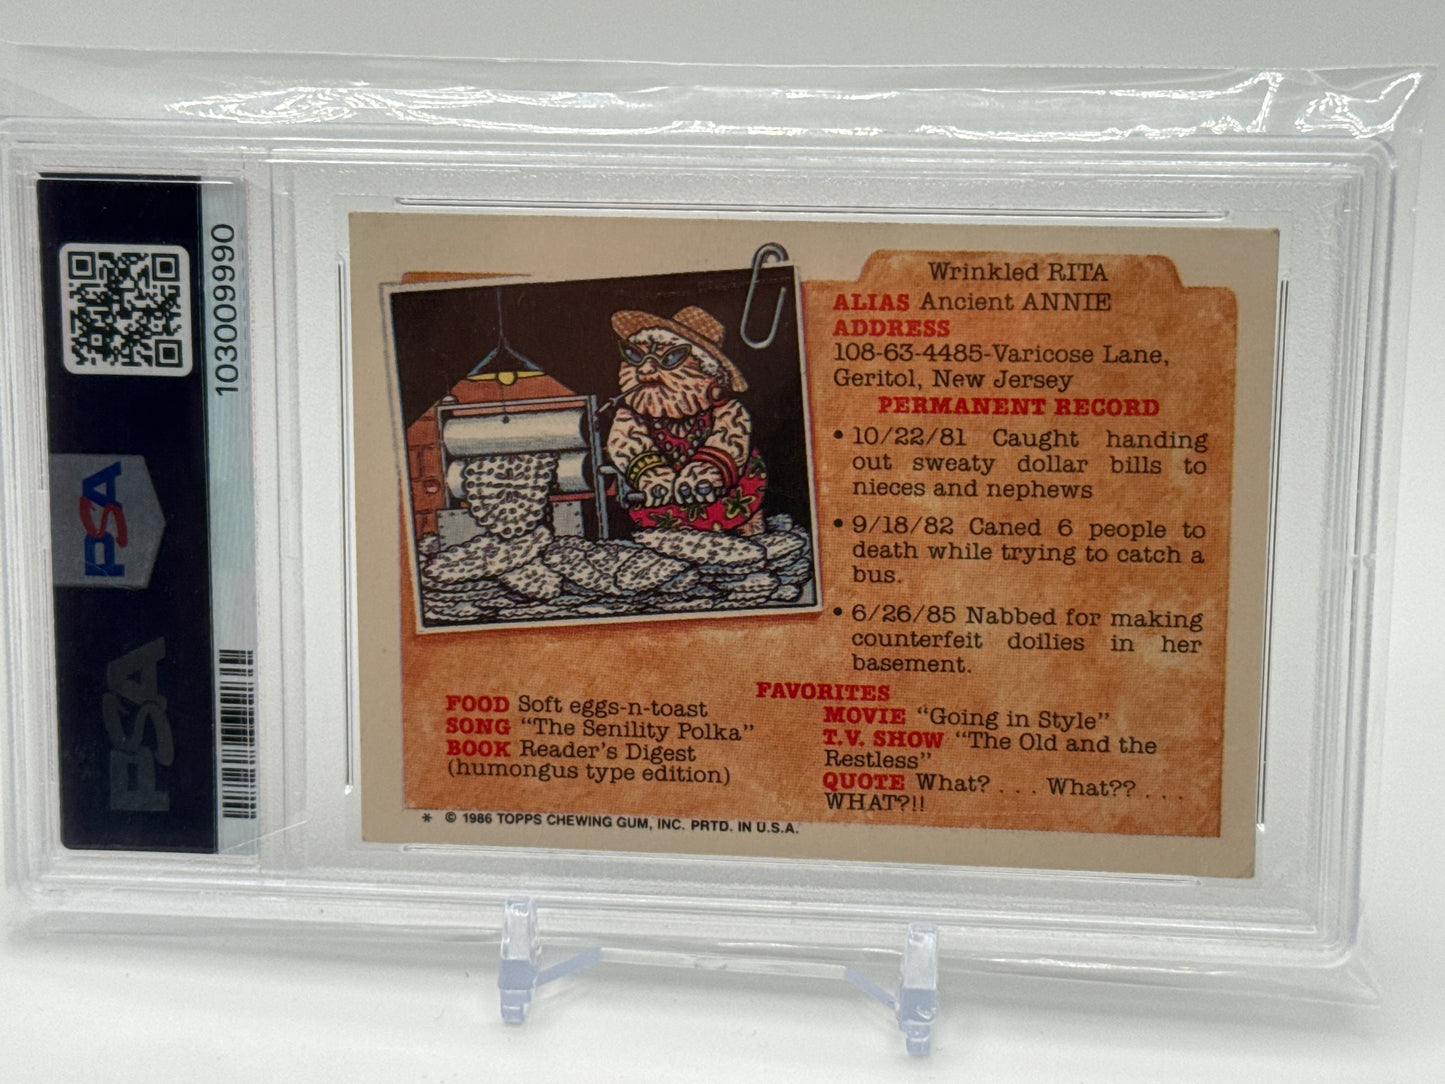 103009990
PSA
PSA
Wrinkled RITA
ALIAS Ancient ANNIE
ADDRESS
108-63-4485-Varicose Lane,
Geritol, New Jersey
PERMANENT RECORD
• 10/22/81 Caught handing
out sweaty dollar bills to
nieces and nephews
• 9/18/82 Caned 6 people to
death while trying to catch a
bus.
• 6/26/85 Nabbed for making
counterfeit doilies in her
basement.
FAVORITES
FOOD Soft eggs-n-toast
SONG "The Senility Polka"
BOOK Reader's Digest
(humongus type edition)
MOVIE "Going in Style"
T.V. SHOW "The Old and the
Restless"
QUOTE What? . . . What?? . . .
WHAT?!!
* © 1986 TOPPS CHEWING GUM, INC. PRTD. IN U.S.A.